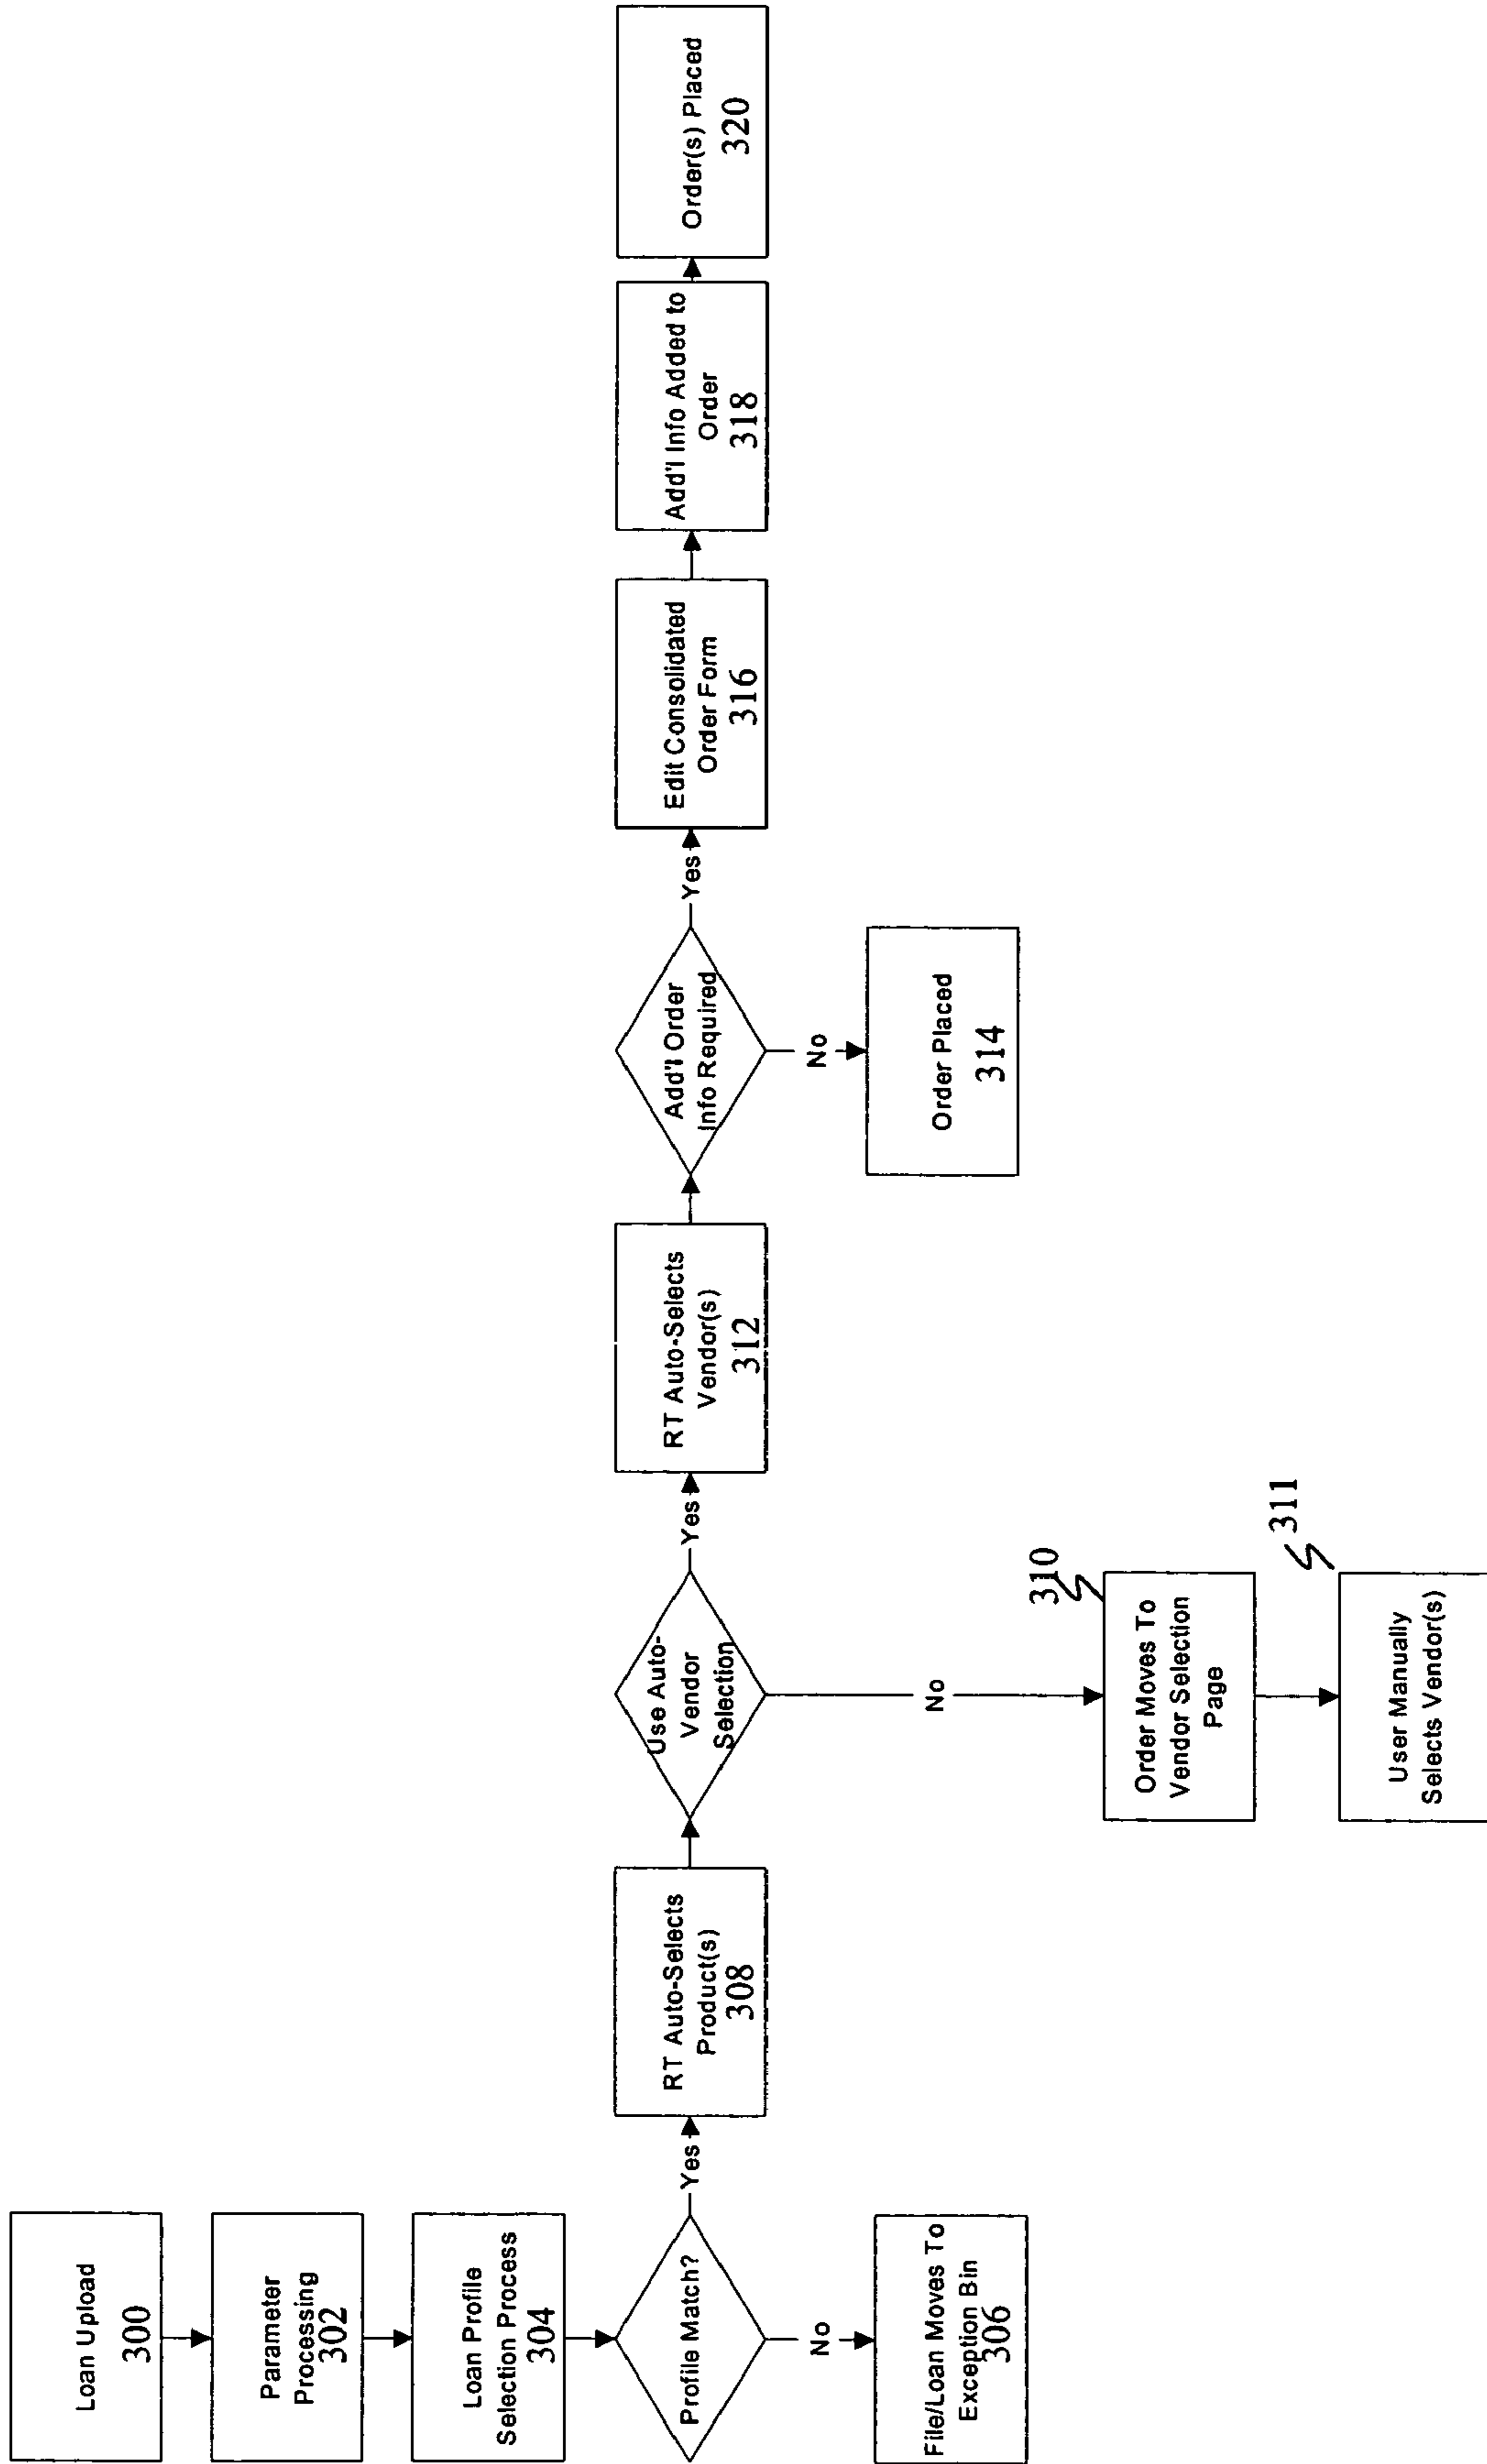 Loan Upload
300
Parameter
Processing
302
Loan Profile
Selection Process
304
Profile Match?
No
File/Loan Moves To
Exception Bin
306
Yes
RT Auto-Selects
Product(s)
308
Use Auto-
Vendor
Selection
No
310
Order Moves To
Vendor Selection
Page
311
User Manually
Selects Vendor(s)
Yes
RT Auto-Selects
Vendor(s)
312
Add'l Order
Info Required
No
Order Placed
314
Yes
Edit Consolidated
Order Form
316
Add'l Info Added to
Order
318
Order(s) Placed
320